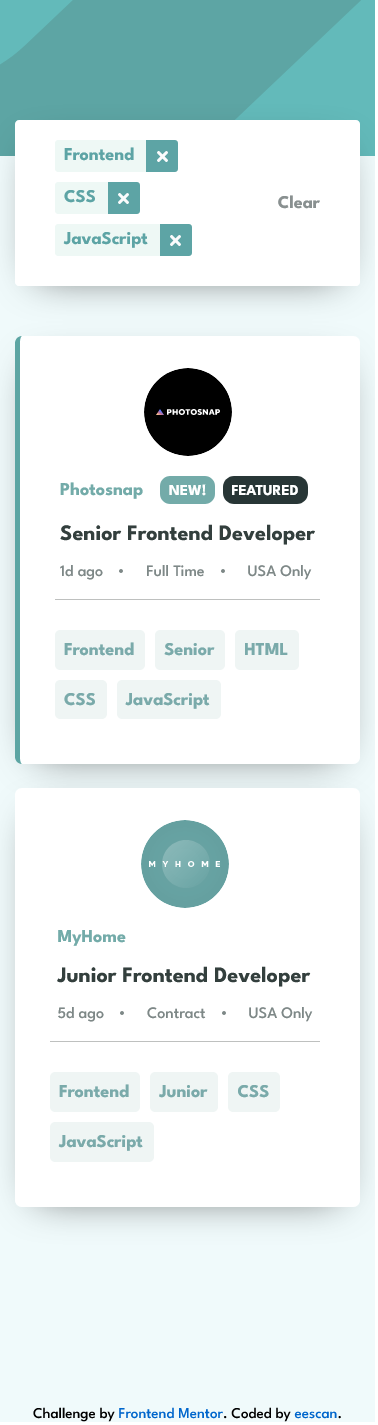 Frontend
CSS
JavaScript
Clear
PHOTOSNAP
Photosnap NEW! FEATURED
Senior Frontend Developer
1d ago • Full Time • USA Only
Frontend Senior HTML
CSS JavaScript
MYHOME
MyHome
Junior Frontend Developer
5d ago • Contract • USA Only
Frontend Junior CSS
JavaScript
Challenge by Frontend Mentor. Coded by eescan.